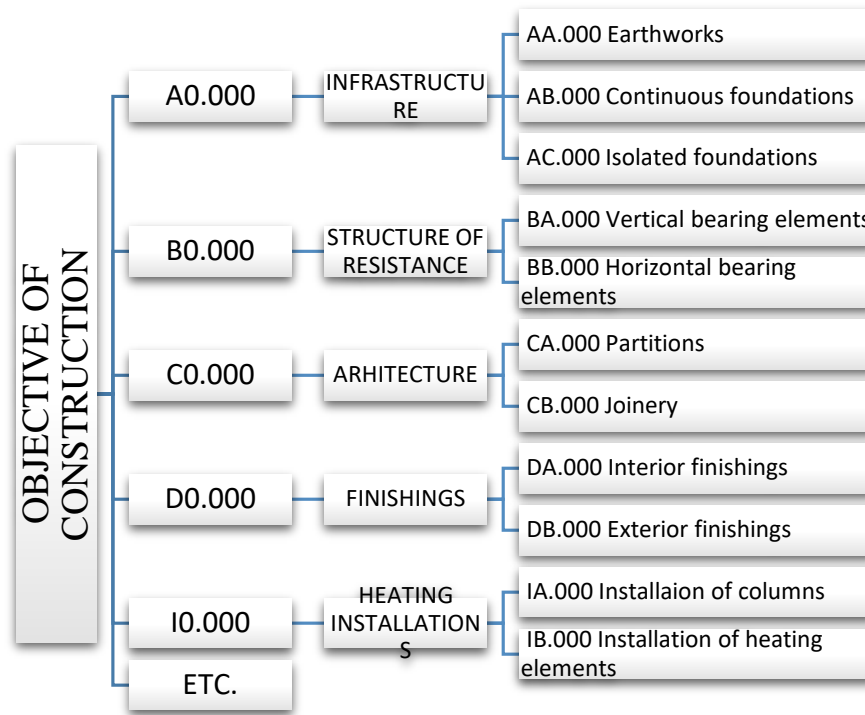 OBJECTIVE OF
CONSTRUCTION
A0.000
INFRASTRUCTU
RE
AA.000 Earthworks
AB.000 Continuous foundations
AC.000 Isolated foundations
B0.000
STRUCTURE OF
RESISTANCE
BA.000 Vertical bearing elements
BB.000 Horizontal bearing
elements
C0.000
ARHITECTURE
CA.000 Partitions
CB.000 Joinery
D0.000
FINISHINGS
DA.000 Interior finishings
DB.000 Exterior finishings
I0.000
HEATING
INSTALLATION
S
IA.000 Installaion of columns
IB.000 Installation of heating
elements
ETC.